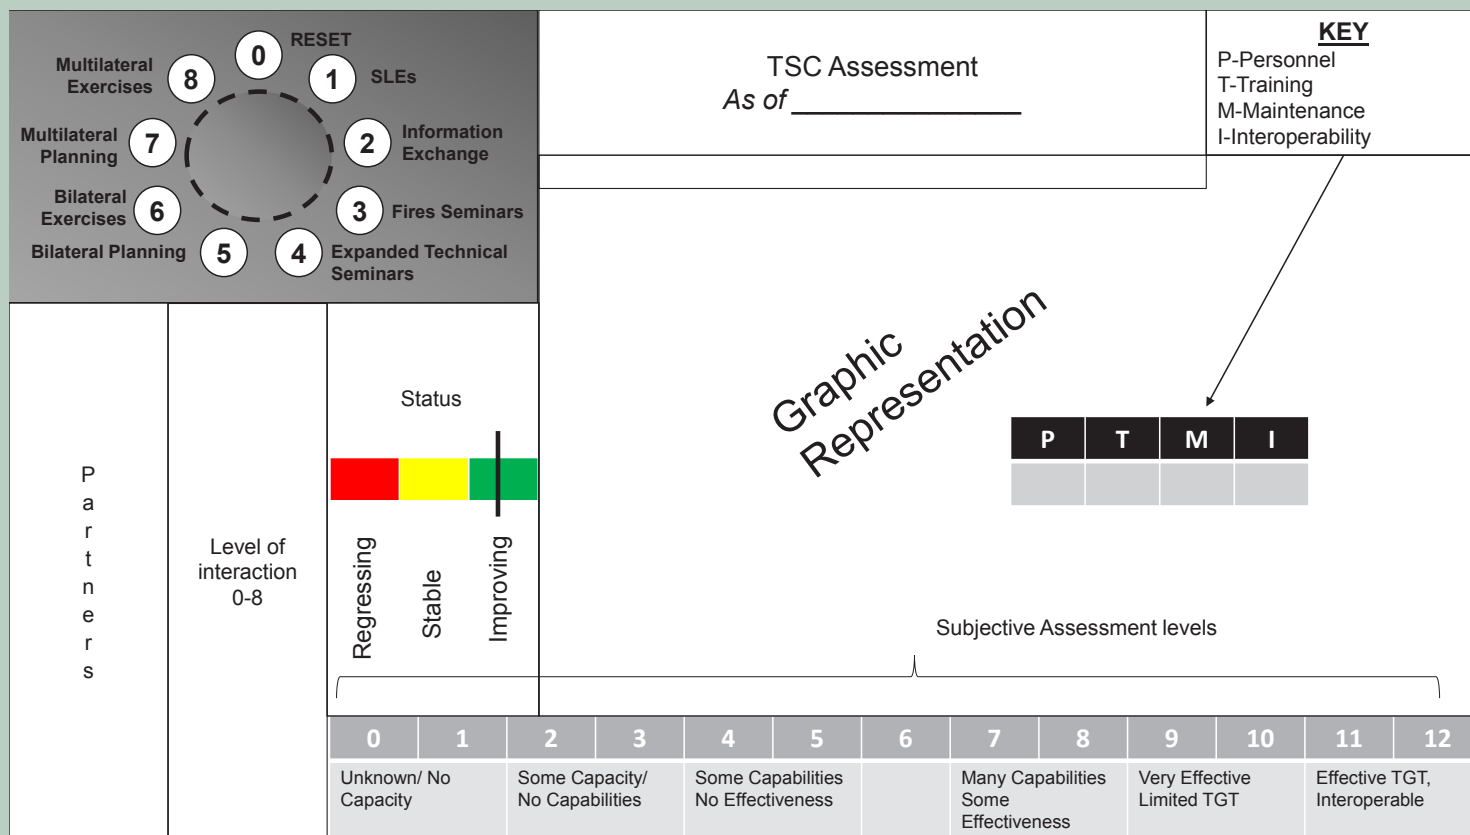 0
RESET
1
SLEs
2
Information
Exchange
3
Fires Seminars
4
Expanded Technical
Seminars
5
Bilateral Planning
6
Bilateral
Exercises
7
Multilateral
Planning
8
Multilateral
Exercises
TSC Assessment
As of _______________
KEY
P-Personnel
T-Training
M-Maintenance
I-Interoperability
Partners
Level of
interaction
0-8
Status
Regressing
Stable
Improving
Graphic
Representation
P T M I
Subjective Assessment levels
0 1 2 3 4 5 6 7 8 9 10 11 12
Unknown/ No
Capacity
Some Capacity/
No Capabilities
Some Capabilities
No Effectiveness
Many Capabilities
Some
Effectiveness
Very Effective
Limited TGT
Effective TGT,
Interoperable